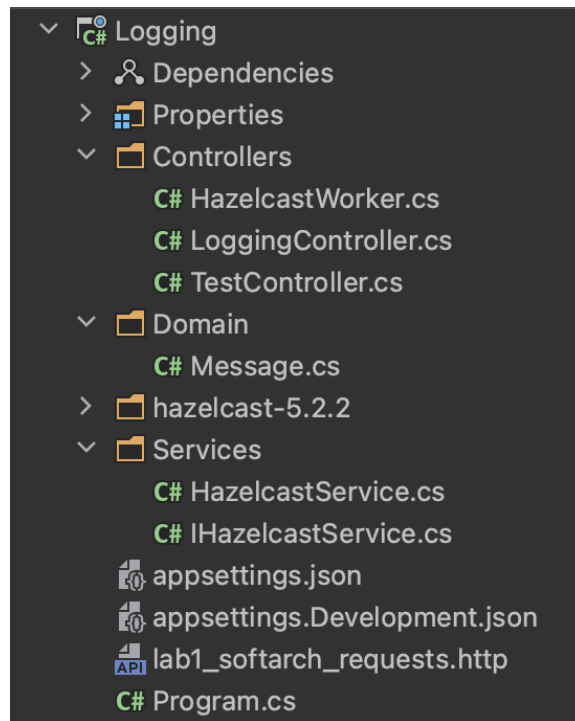 C# Logging
Dependencies
Properties
Controllers
C# HazelcastWorker.cs
C# LoggingController.cs
C# TestController.cs
Domain
C# Message.cs
hazelcast-5.2.2
Services
C# HazelcastService.cs
C# IHazelcastService.cs
appsettings.json
appsettings.Development.json
API lab1_softarch_requests.http
C# Program.cs